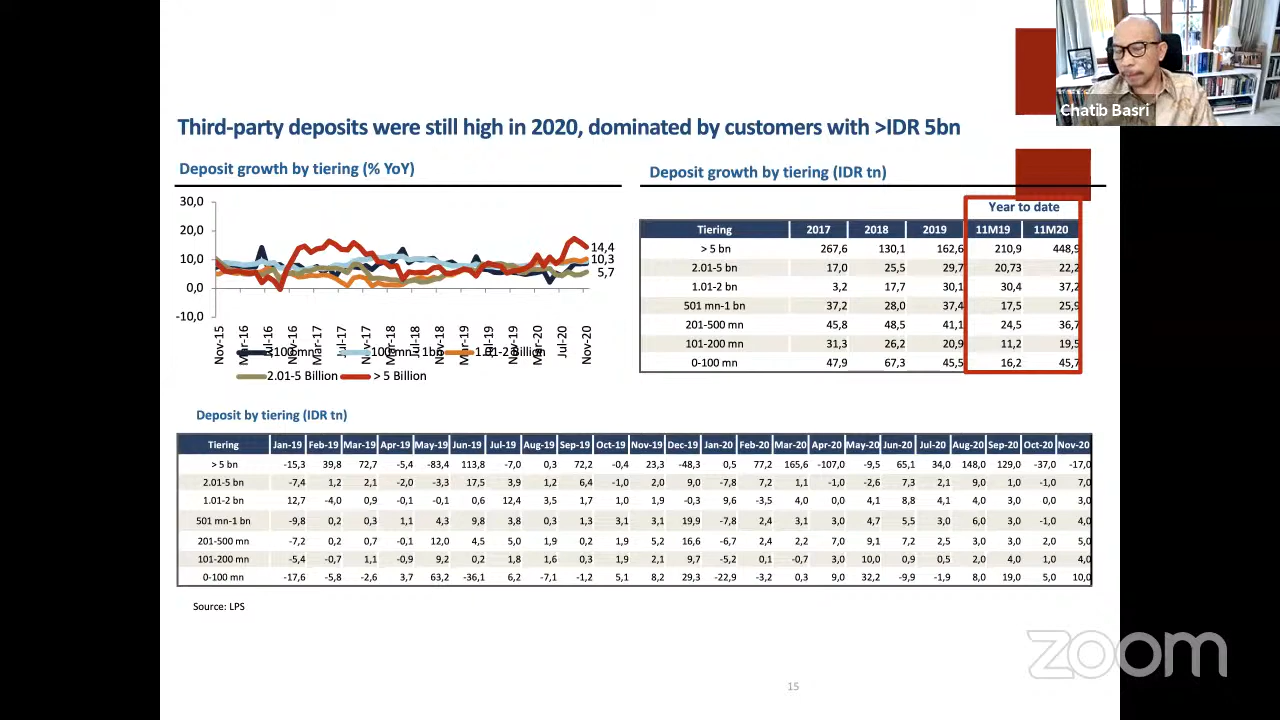 Chatib Basri
Third-party deposits were still high in 2020, dominated by customers with >IDR 5bn
Deposit growth by tiering (% YoY)
30,0
20,0
10,0
0,0
-10,0
14,4
10,3
5,7
Nov-15 Mar-16 Jul-16 Nov-16 Mar-17 Jul-17 Nov-17 Mar-18 Jul-18 Nov-18 Mar-19 Jul-19 Nov-19 Mar-20 Jul-20 Nov-20
1.01-2 Billion
2.01-5 Billion > 5 Billion
Deposit growth by tiering (IDR tn)
Year to date
Tiering 2017 2018 2019 11M19 11M20
> 5 bn 267,6 130,1 162,6 210,9 448,9
2.01-5 bn 17,0 25,5 29,7 20,73 22,2
1.01-2 bn 3,2 17,7 30,1 30,4 37,2
501 mn-1 bn 37,2 28,0 37,4 17,5 25,9
201-500 mn 45,8 48,5 41,1 24,5 36,7
101-200 mn 31,3 26,2 20,9 11,2 19,5
0-100 mn 47,9 67,3 45,5 16,2 45,7
Deposit by tiering (IDR tn)
Tiering Jan-19 Feb-19 Mar-19 Apr-19 May-19 Jun-19 Jul-19 Aug-19 Sep-19 Oct-19 Nov-19 Dec-19 Jan-20 Feb-20 Mar-20 Apr-20 May-20 Jun-20 Jul-20 Aug-20 Sep-20 Oct-20 Nov-20
> 5 bn -15,3 39,8 72,7 -5,4 -83,4 113,8 -7,0 0,3 72,2 -0,4 23,3 -48,3 0,5 77,2 165,6 -107,0 -9,5 65,1 34,0 148,0 129,0 -37,0 -17,0
2.01-5 bn -7,4 1,2 2,1 -2,0 -3,3 17,5 3,9 1,2 6,4 -1,0 2,0 9,0 -7,8 7,2 1,1 -1,0 -2,6 7,3 2,1 9,0 1,0 -1,0 7,0
1.01-2 bn 12,7 -4,0 0,9 -0,1 -0,1 0,6 12,4 3,5 1,7 1,0 1,9 -0,3 9,6 -3,5 4,0 0,0 4,1 8,8 4,1 4,0 3,0 0,0 3,0
501 mn-1 bn -9,8 0,2 0,3 1,1 4,3 9,8 3,8 0,3 1,3 3,1 3,1 19,9 -7,8 2,4 3,1 3,0 4,7 5,5 3,0 6,0 3,0 -1,0 4,0
201-500 mn -7,2 0,2 0,7 -0,1 12,0 4,5 5,0 1,9 0,2 1,9 5,2 16,6 -6,7 2,4 2,2 7,0 9,1 7,2 2,5 3,0 3,0 2,0 5,0
101-200 mn -5,4 -0,7 1,1 -0,9 9,2 0,2 1,8 1,6 0,3 1,9 2,1 9,7 -5,2 0,1 -0,7 3,0 10,0 0,9 0,5 2,0 4,0 1,0 4,0
0-100 mn -17,6 -5,8 -2,6 3,7 63,2 -36,1 6,2 -7,1 -1,2 5,1 8,2 29,3 -22,9 -3,2 0,3 9,0 32,2 -9,9 -1,9 8,0 19,0 5,0 10,0
Source: LPS
15
zoom